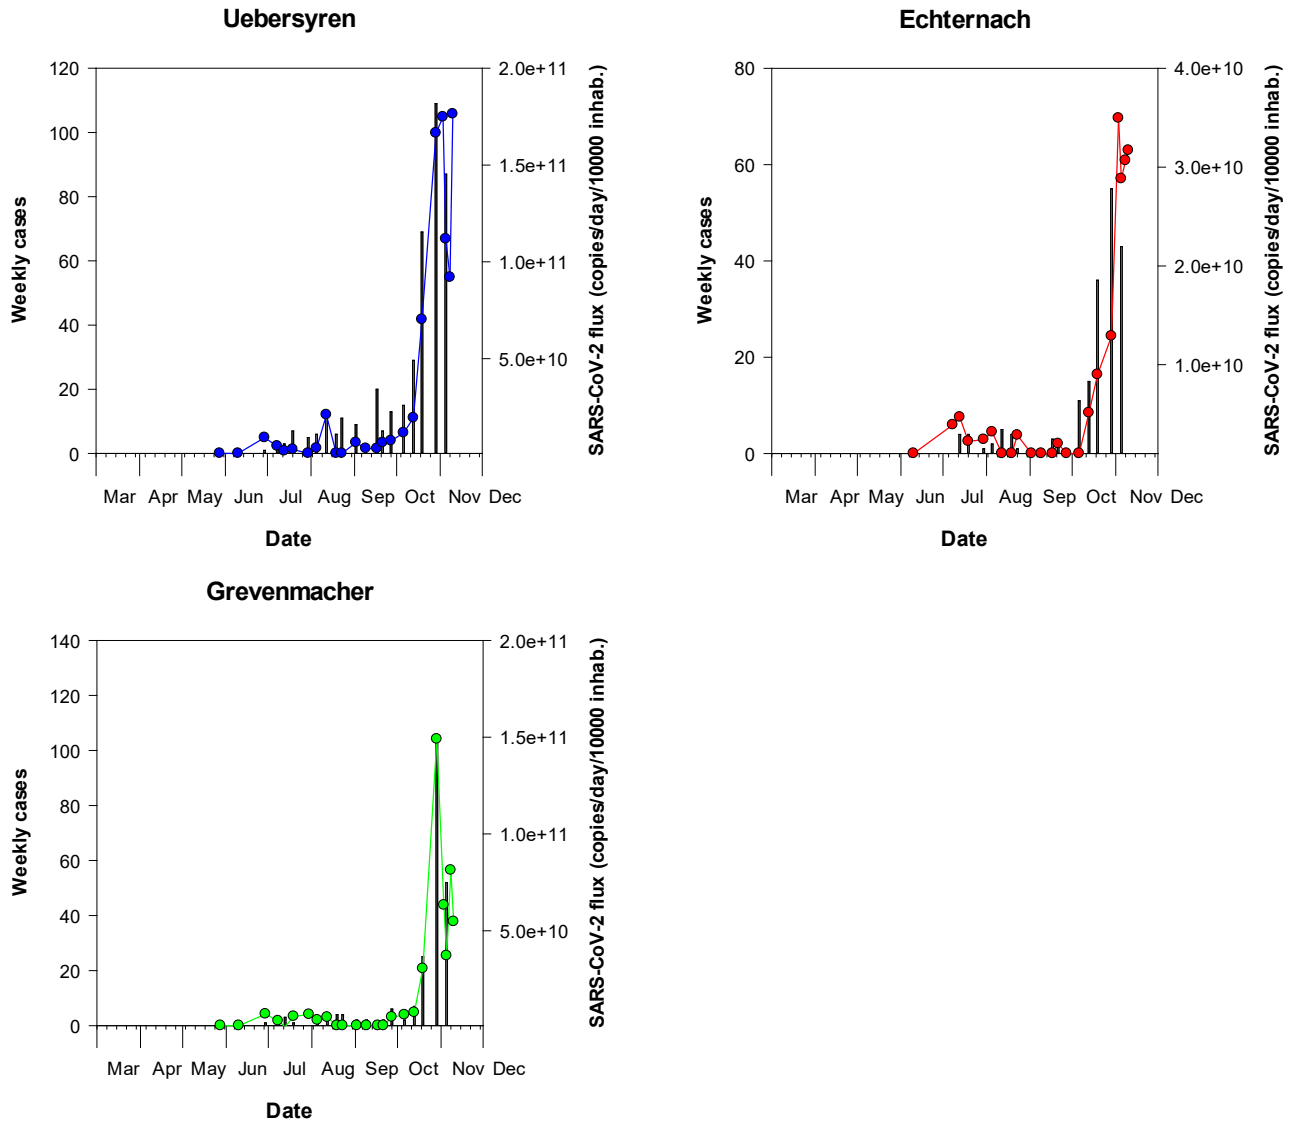 Uebersyren
120
100
80
60
40
20
0
2.0e+11
1.5e+11
1.0e+11
5.0e+10
Weekly cases
SARS-CoV-2 flux (copies/day/10000 inhab.)
Mar Apr May Jun Jul Aug Sep Oct Nov Dec
Date
Echternach
80
60
40
20
0
4.0e+10
3.0e+10
2.0e+10
1.0e+10
Weekly cases
SARS-CoV-2 flux (copies/day/10000 inhab.)
Mar Apr May Jun Jul Aug Sep Oct Nov Dec
Date
Grevenmacher
140
120
100
80
60
40
20
0
2.0e+11
1.5e+11
1.0e+11
5.0e+10
Weekly cases
SARS-CoV-2 flux (copies/day/10000 inhab.)
Mar Apr May Jun Jul Aug Sep Oct Nov Dec
Date